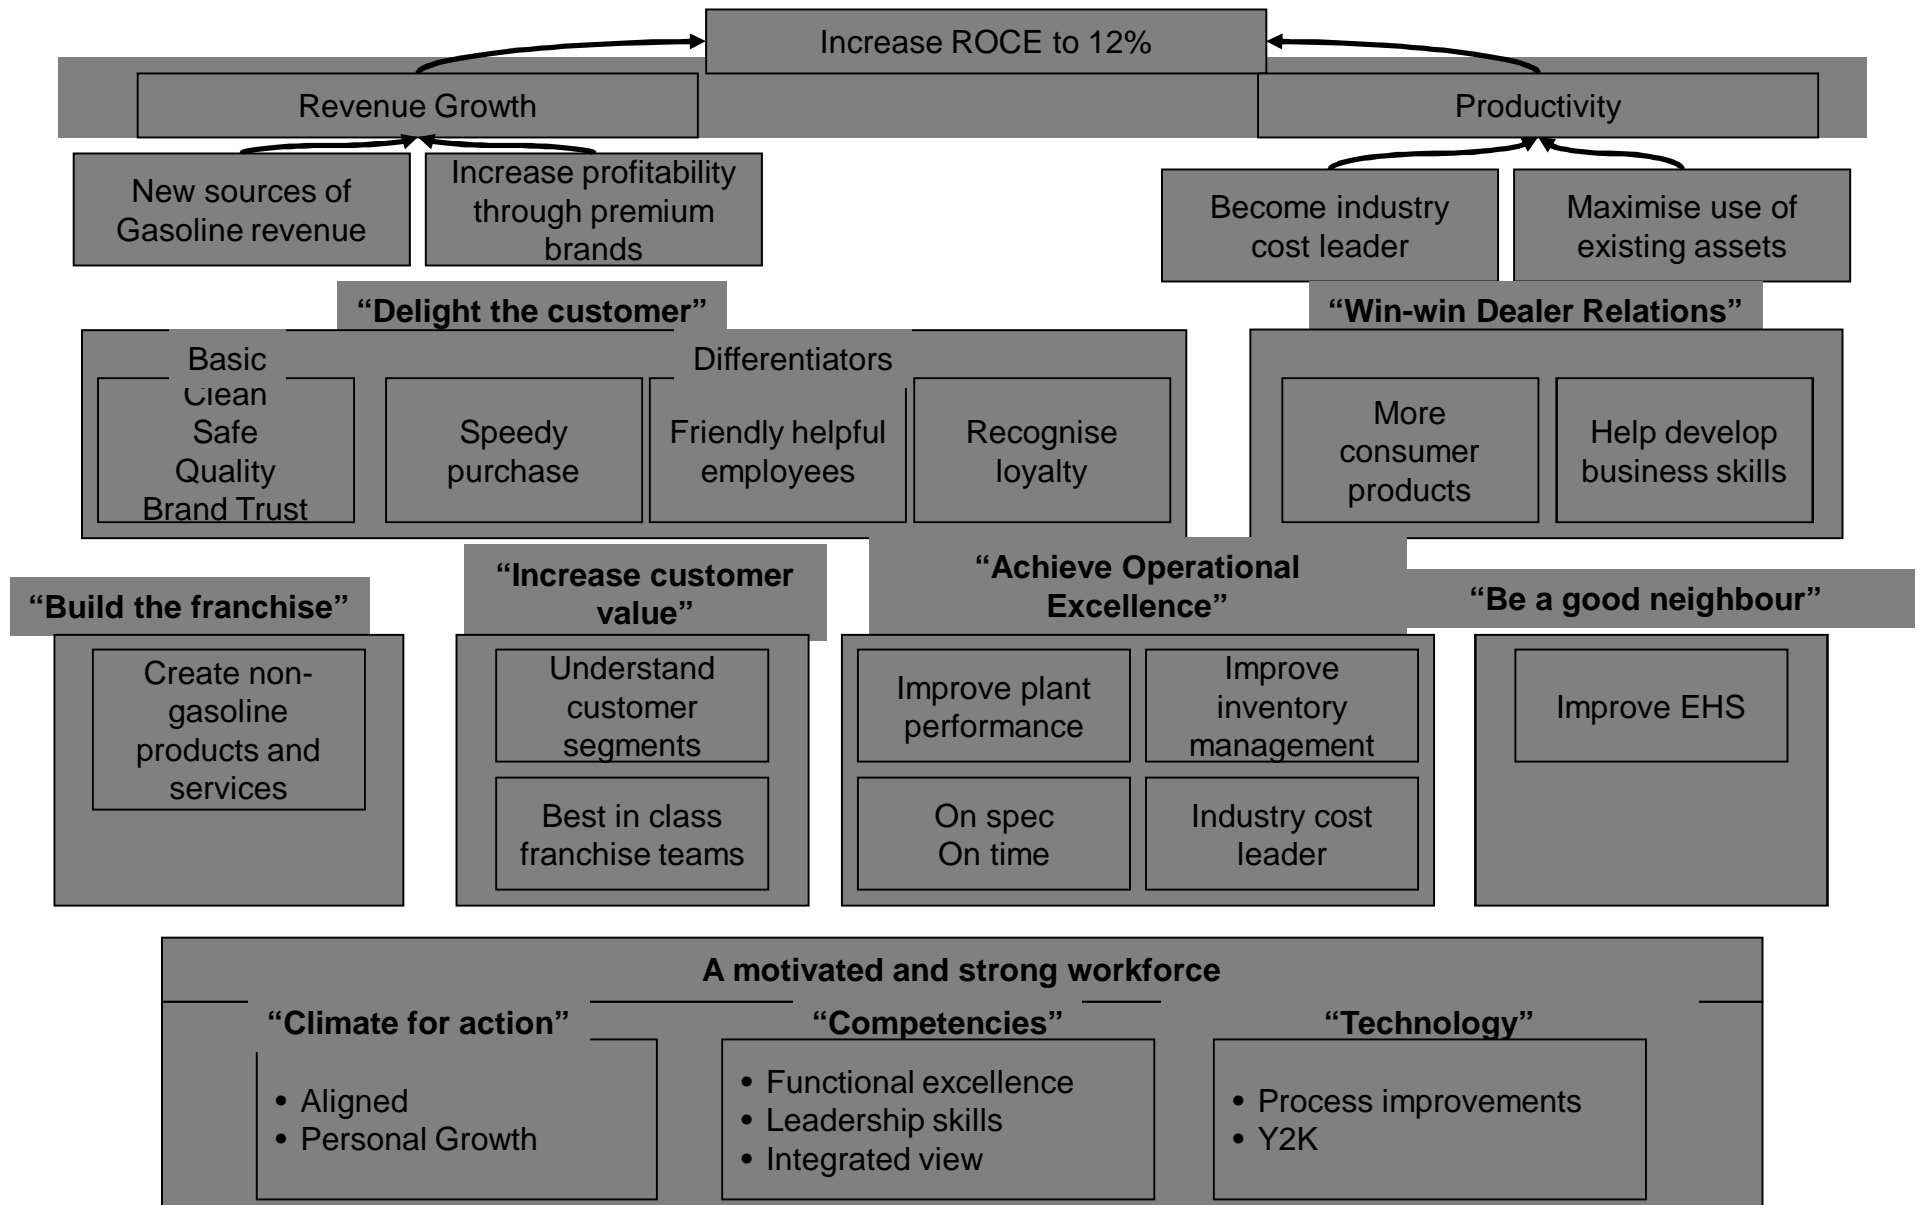 Increase ROCE to 12%
Revenue Growth
Productivity
New sources of
Gasoline revenue
Increase profitability
through premium
brands
Become industry
cost leader
Maximise use of
existing assets
“Delight the customer”
“Win-win Dealer Relations”
Basic
Differentiators
Clean
Safe
Quality
Brand Trust
Speedy
purchase
Friendly helpful
employees
Recognise
loyalty
More
consumer
products
Help develop
business skills
“Build the franchise”
“Increase customer
value”
“Achieve Operational
Excellence”
“Be a good neighbour”
Create non-
gasoline
products and
services
Understand
customer
segments
Best in class
franchise teams
Improve plant
performance
Improve
inventory
management
On spec
On time
Industry cost
leader
Improve EHS
A motivated and strong workforce
“Climate for action”
“Competencies”
“Technology”
• Aligned
• Personal Growth
• Functional excellence
• Leadership skills
• Integrated view
• Process improvements
• Y2K